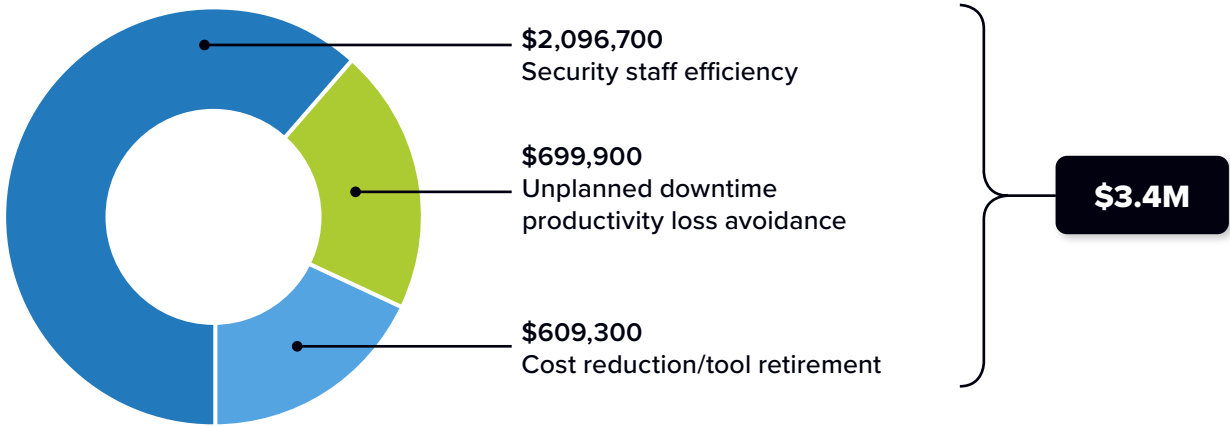 $2,096,700
Security staff efficiency
$699,900
Unplanned downtime
productivity loss avoidance
$3.4M
$609,300
Cost reduction/tool retirement